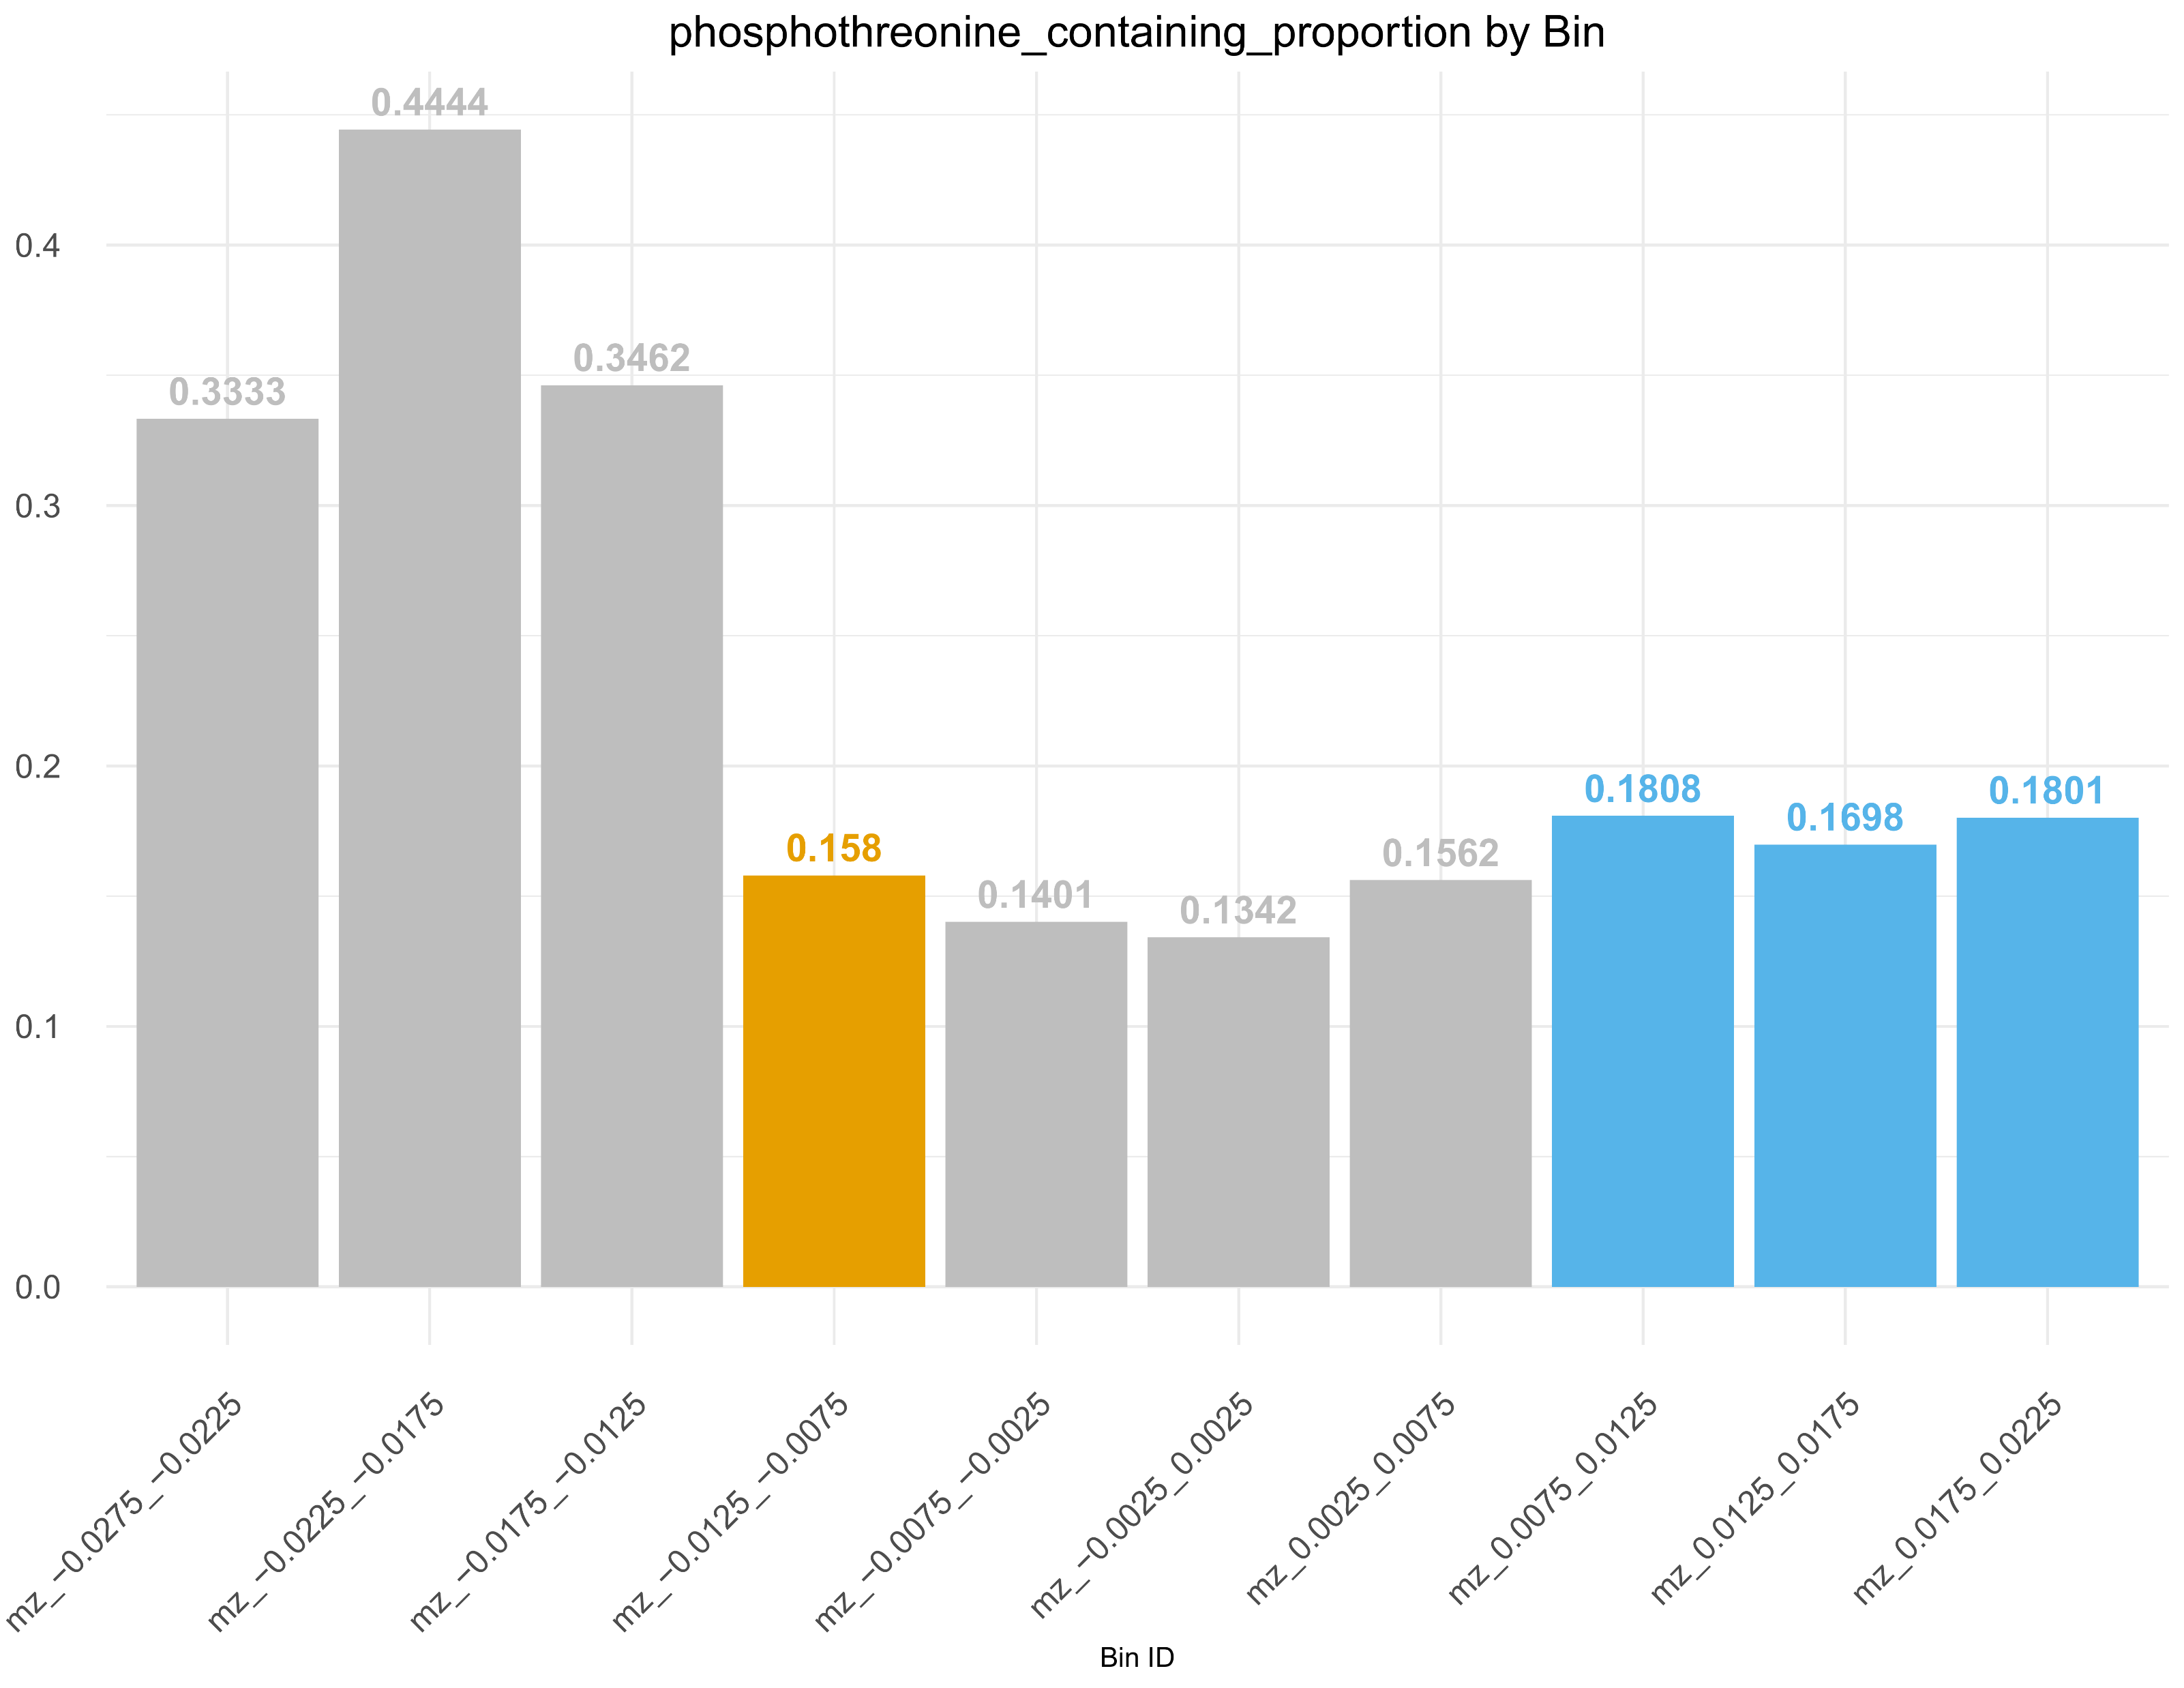 phosphothreonine_containing_proportion by Bin
0.4444
0.3462
0.3333
0.158
0.1401
0.1342
0.1562
0.1808
0.1698
0.1801
0.4
0.3
0.2
0.1
0.0
mz_−0.0275_−0.0225
mz_−0.0225_−0.0175
mz_−0.0175_−0.0125
mz_−0.0125_−0.0075
mz_−0.0075_−0.0025
mz_−0.0025_0.0025
mz_0.0025_0.0075
mz_0.0075_0.0125
mz_0.0125_0.0175
mz_0.0175_0.0225
Bin ID